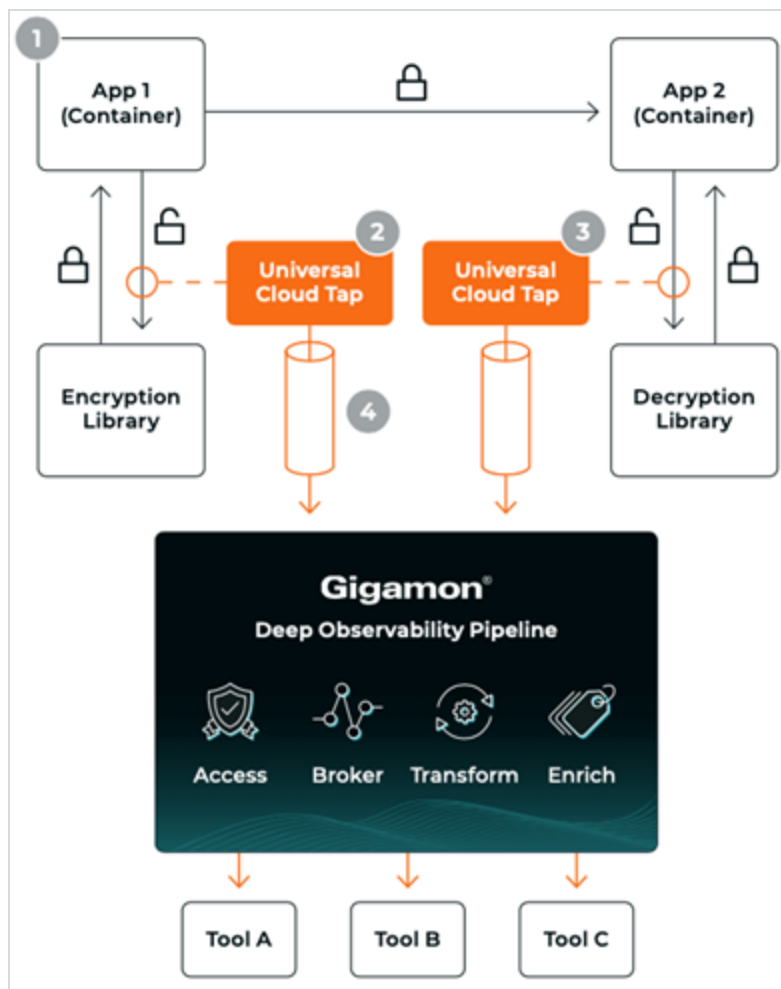 1
App 1
(Container)
App 2
(Container)
2
Universal
Cloud Tap
3
Universal
Cloud Tap
Encryption
Library
4
Decryption
Library
Gigamon®
Deep Observability Pipeline
Access
Broker
Transform
Enrich
Tool A
Tool B
Tool C